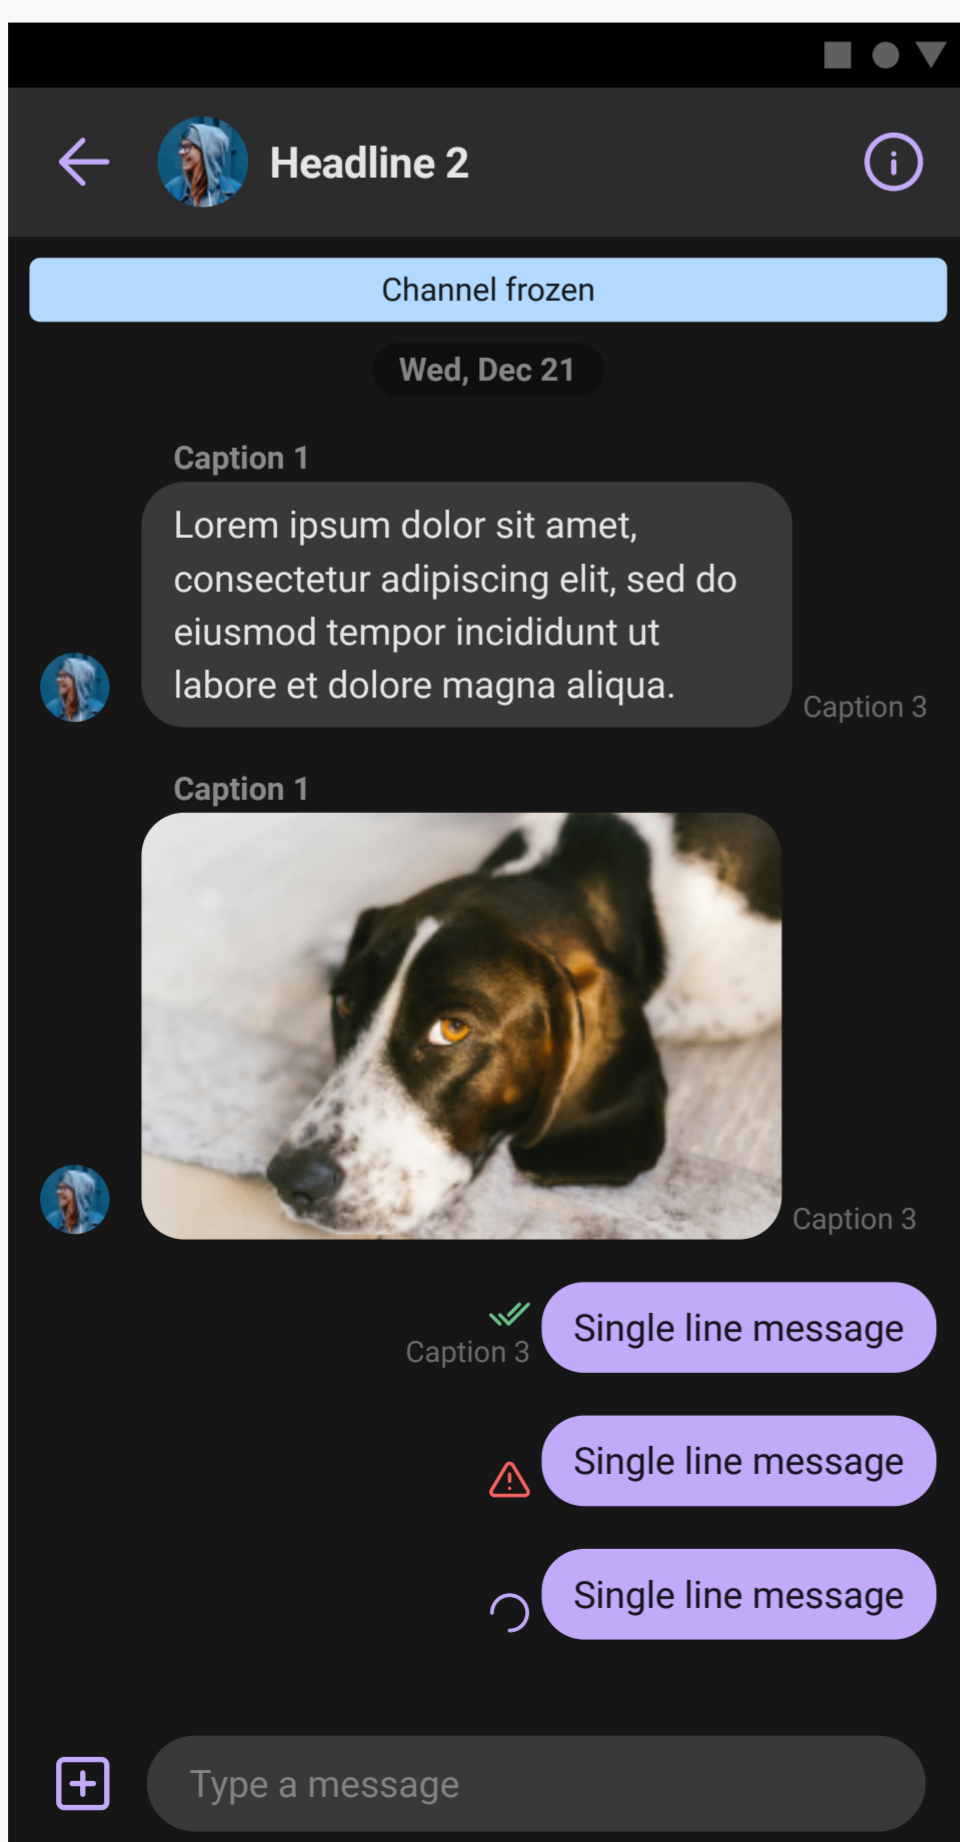 Headline 2
Channel frozen
Wed, Dec 21
Caption 1
Lorem ipsum dolor sit amet,
consectetur adipiscing elit, sed do
eiusmod tempor incididunt ut
labore et dolore magna aliqua.
Caption 3
Caption 1
Caption 3
Single line message
Caption 3
Single line message
Single line message
Type a message